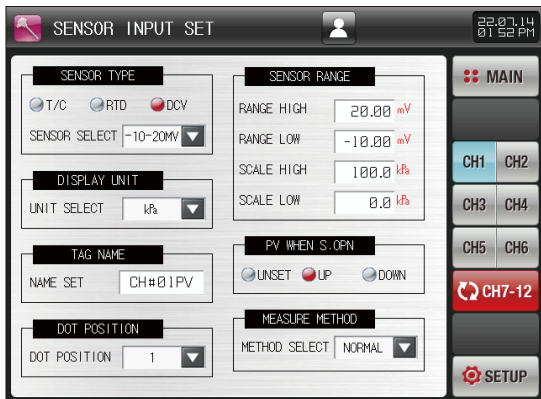 SENSOR INPUT SET
22.07.14
01 52 PM
SENSOR TYPE
T/C RTD DCV
SENSOR SELECT -10-20MV
DISPLAY UNIT
UNIT SELECT kPa
TAG NAME
NAME SET CH#01PV
DOT POSITION
DOT POSITION 1
SENSOR RANGE
RANGE HIGH 20.00 mV
RANGE LOW -10.00 mV
SCALE HIGH 100.0 kPa
SCALE LOW 0.0 kPa
PV WHEN S.OPN
UNSET UP DOWN
MEASURE METHOD
METHOD SELECT NORMAL
MAIN
CH1 CH2
CH3 CH4
CH5 CH6
CH7-12
SETUP